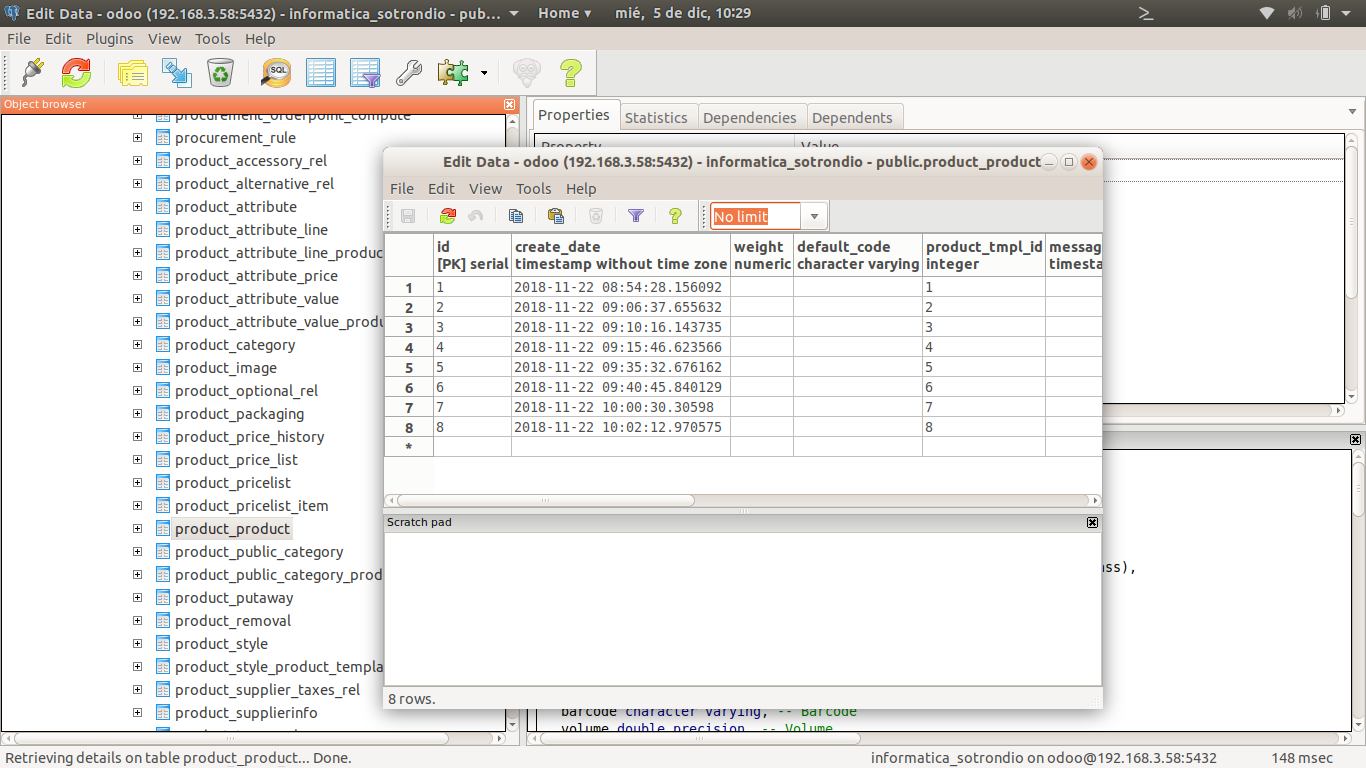 Edit Data - odoo (192.168.3.58:5432) - informatica_sotrondio - pub...
Home
mié, 5 de dic, 10:29
File Edit Plugins View Tools Help
SQL
Object browser
procurement_orderpoint_compute
procurement_rule
product_accessory_rel
product_alternative_rel
product_attribute
product_attribute_line
product_attribute_line_produc
product_attribute_price
product_attribute_value
product_attribute_value_produ
product_category
product_image
product_optional_rel
product_packaging
product_price_history
product_price_list
product_pricelist
product_pricelist_item
product_product
product_public_category
product_public_category_prod
product_putaway
product_removal
product_style
product_style_product_templa
product_supplier_taxes_rel
product_supplierinfo
Properties Statistics Dependencies Dependents
Property Value
Edit Data - odoo (192.168.3.58:5432) - informatica_sotrondio - public.product_product
File Edit View Tools Help
No limit
id create_date weight default_code product_tmpl_id messag
[PK] serial timestamp without time zone numeric character varying integer timesta
1 1 2018-11-22 08:54:28.156092 1
2 2 2018-11-22 09:06:37.655632 2
3 3 2018-11-22 09:10:16.143735 3
4 4 2018-11-22 09:15:46.623566 4
5 5 2018-11-22 09:35:32.676162 5
6 6 2018-11-22 09:40:45.840129 6
7 7 2018-11-22 10:00:30.30598 7
8 8 2018-11-22 10:02:12.970575 8
*
Scratch pad
8 rows.
ss),
barcode character varying, -- Barcode
volume double precision, -- Volume
Retrieving details on table product_product... Done.
informatica_sotrondio on odoo@192.168.3.58:5432
148 msec